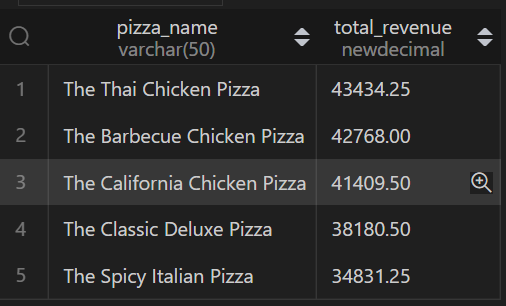 pizza_name total_revenue
varchar(50) newdecimal
1 The Thai Chicken Pizza 43434.25
2 The Barbecue Chicken Pizza 42768.00
3 The California Chicken Pizza 41409.50
4 The Classic Deluxe Pizza 38180.50
5 The Spicy Italian Pizza 34831.25